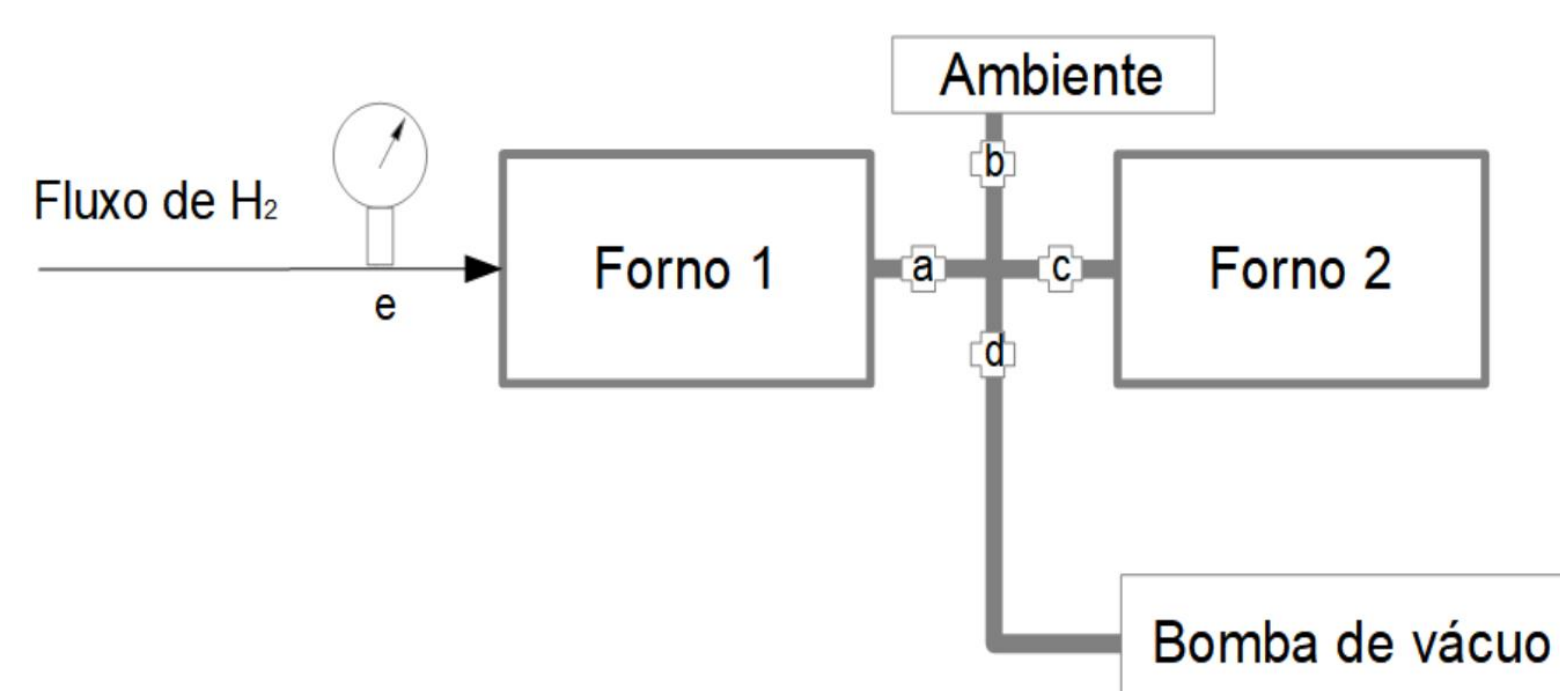 Ambiente
b
Fluxo de H₂
Forno 1
a
c
Forno 2
e
d
Bomba de vácuo